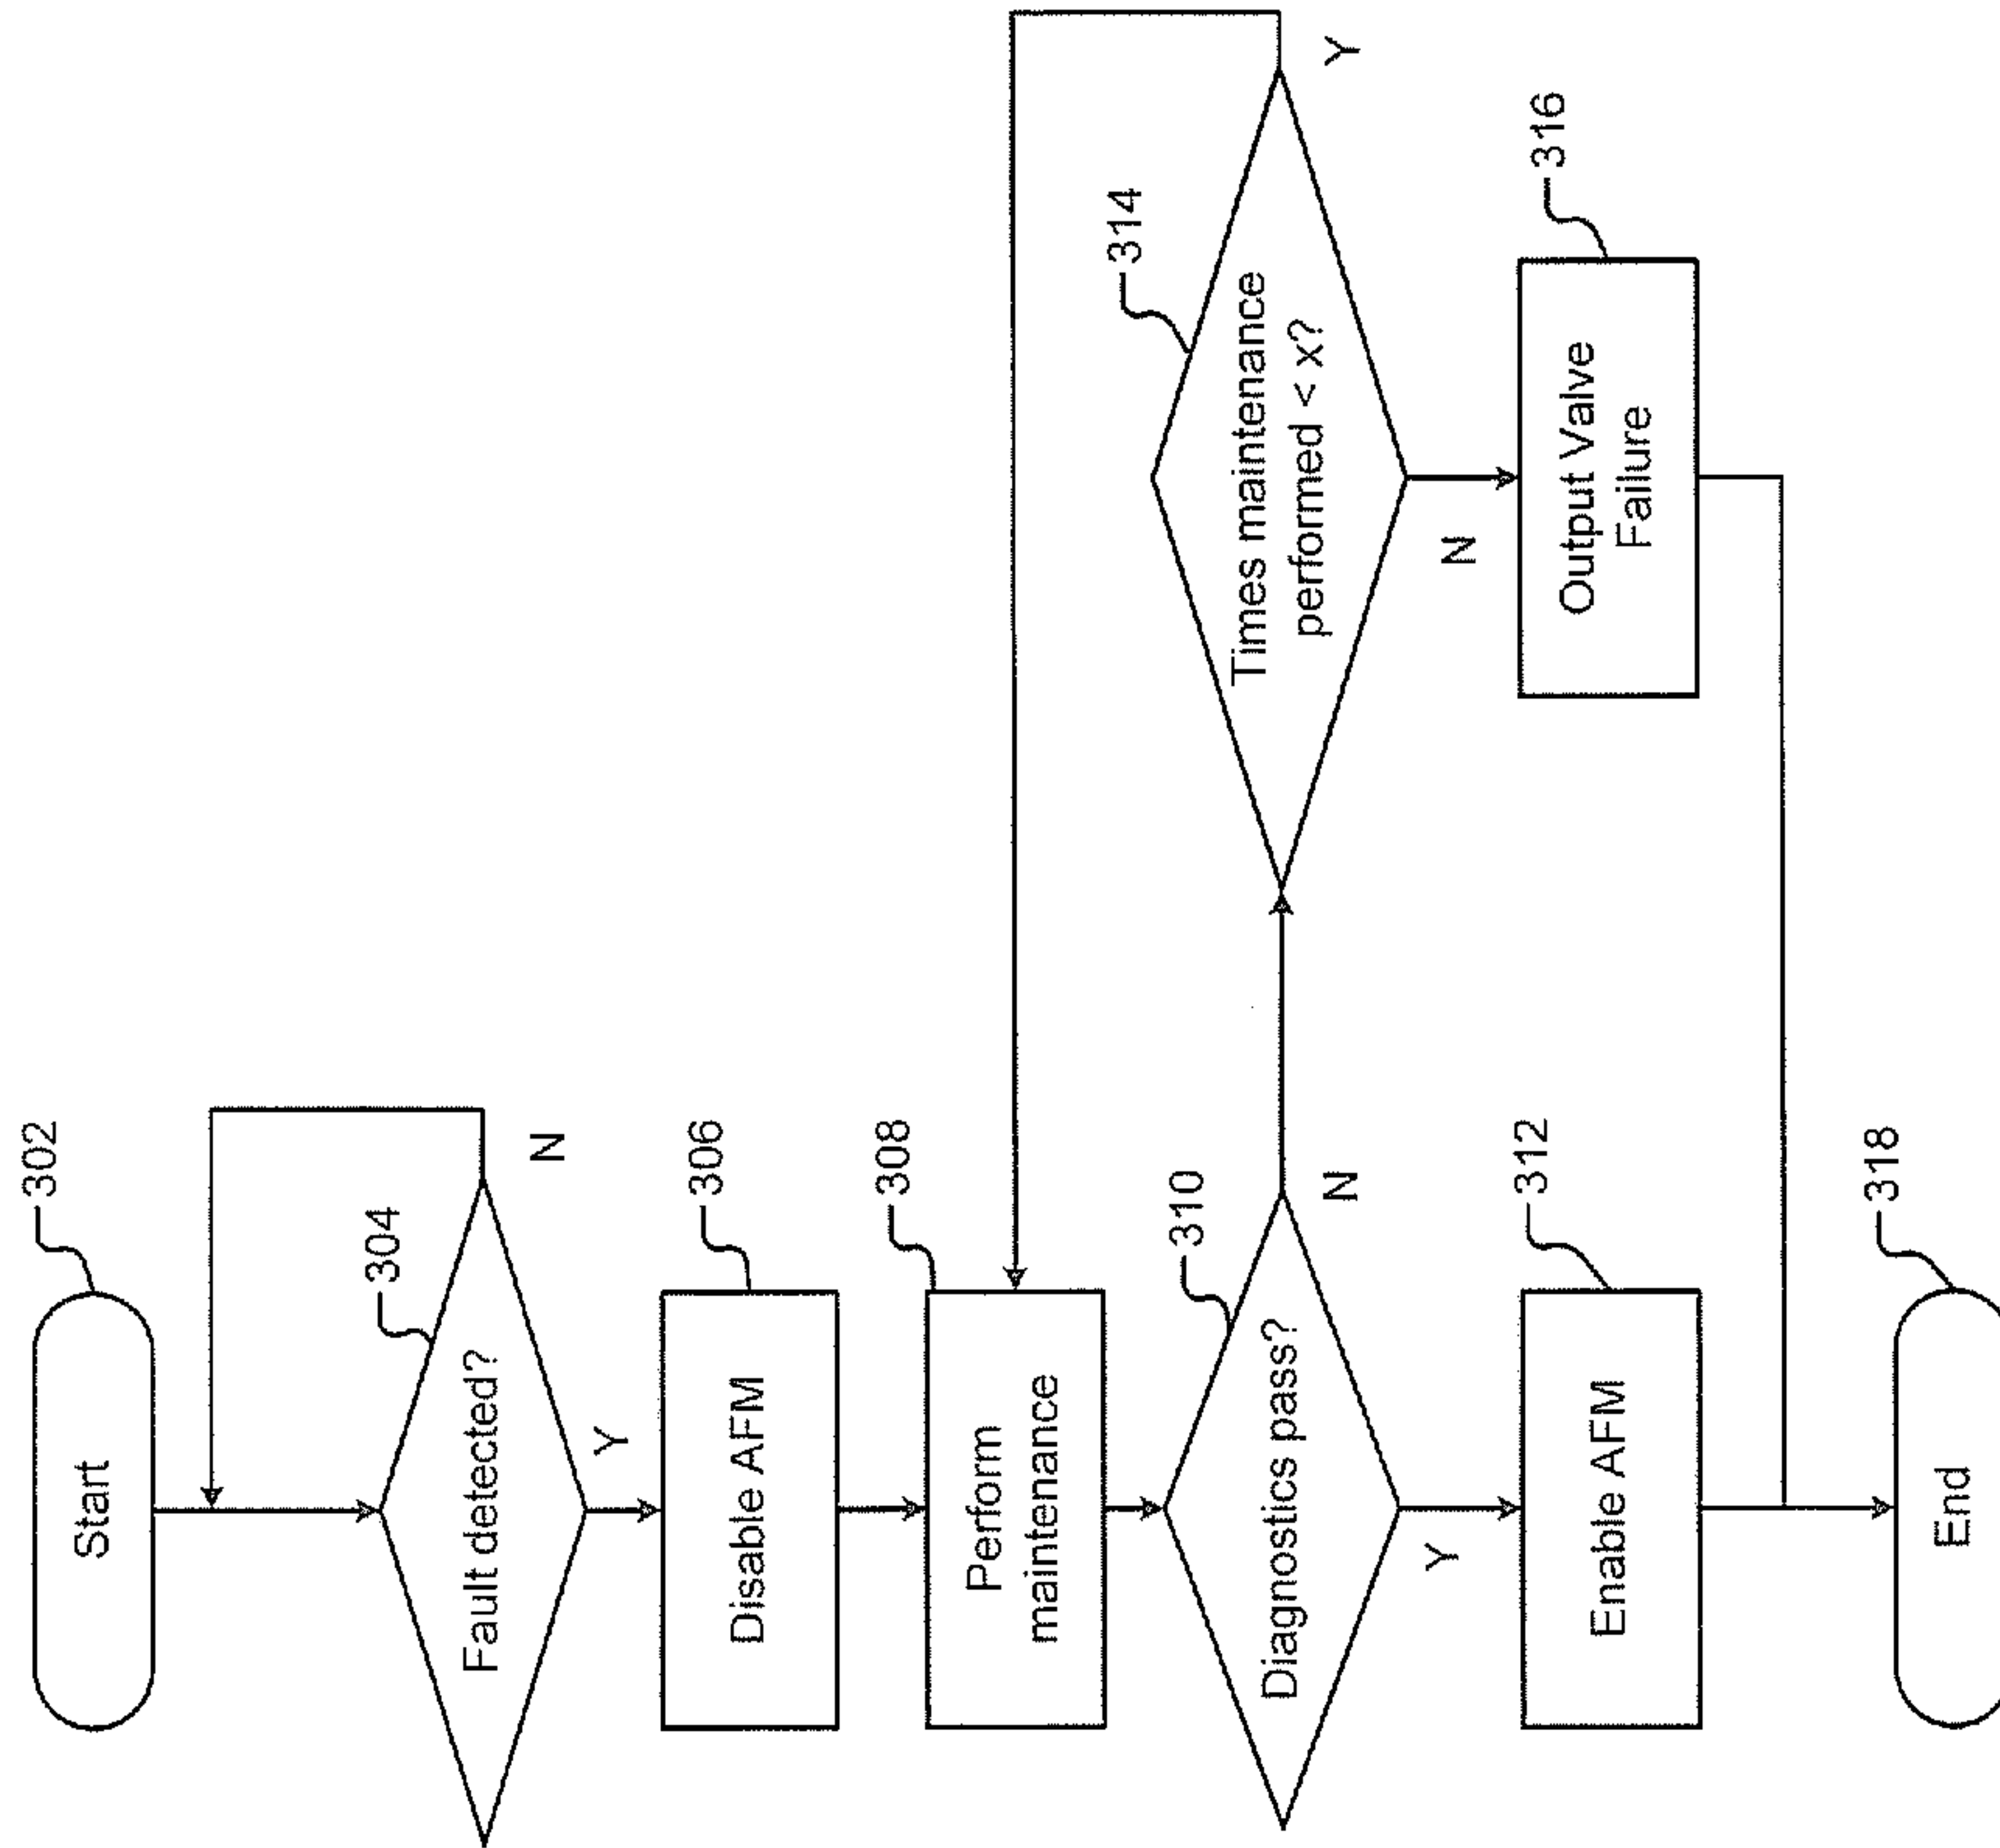 Start
302
304
Fault detected?
N
Y
306
Disable AFM
308
Perform
maintenance
310
Diagnostics pass?
N
Y
314
Times maintenance
performed < x?
Y
N
312
Enable AFM
316
Output Valve
Failure
318
End